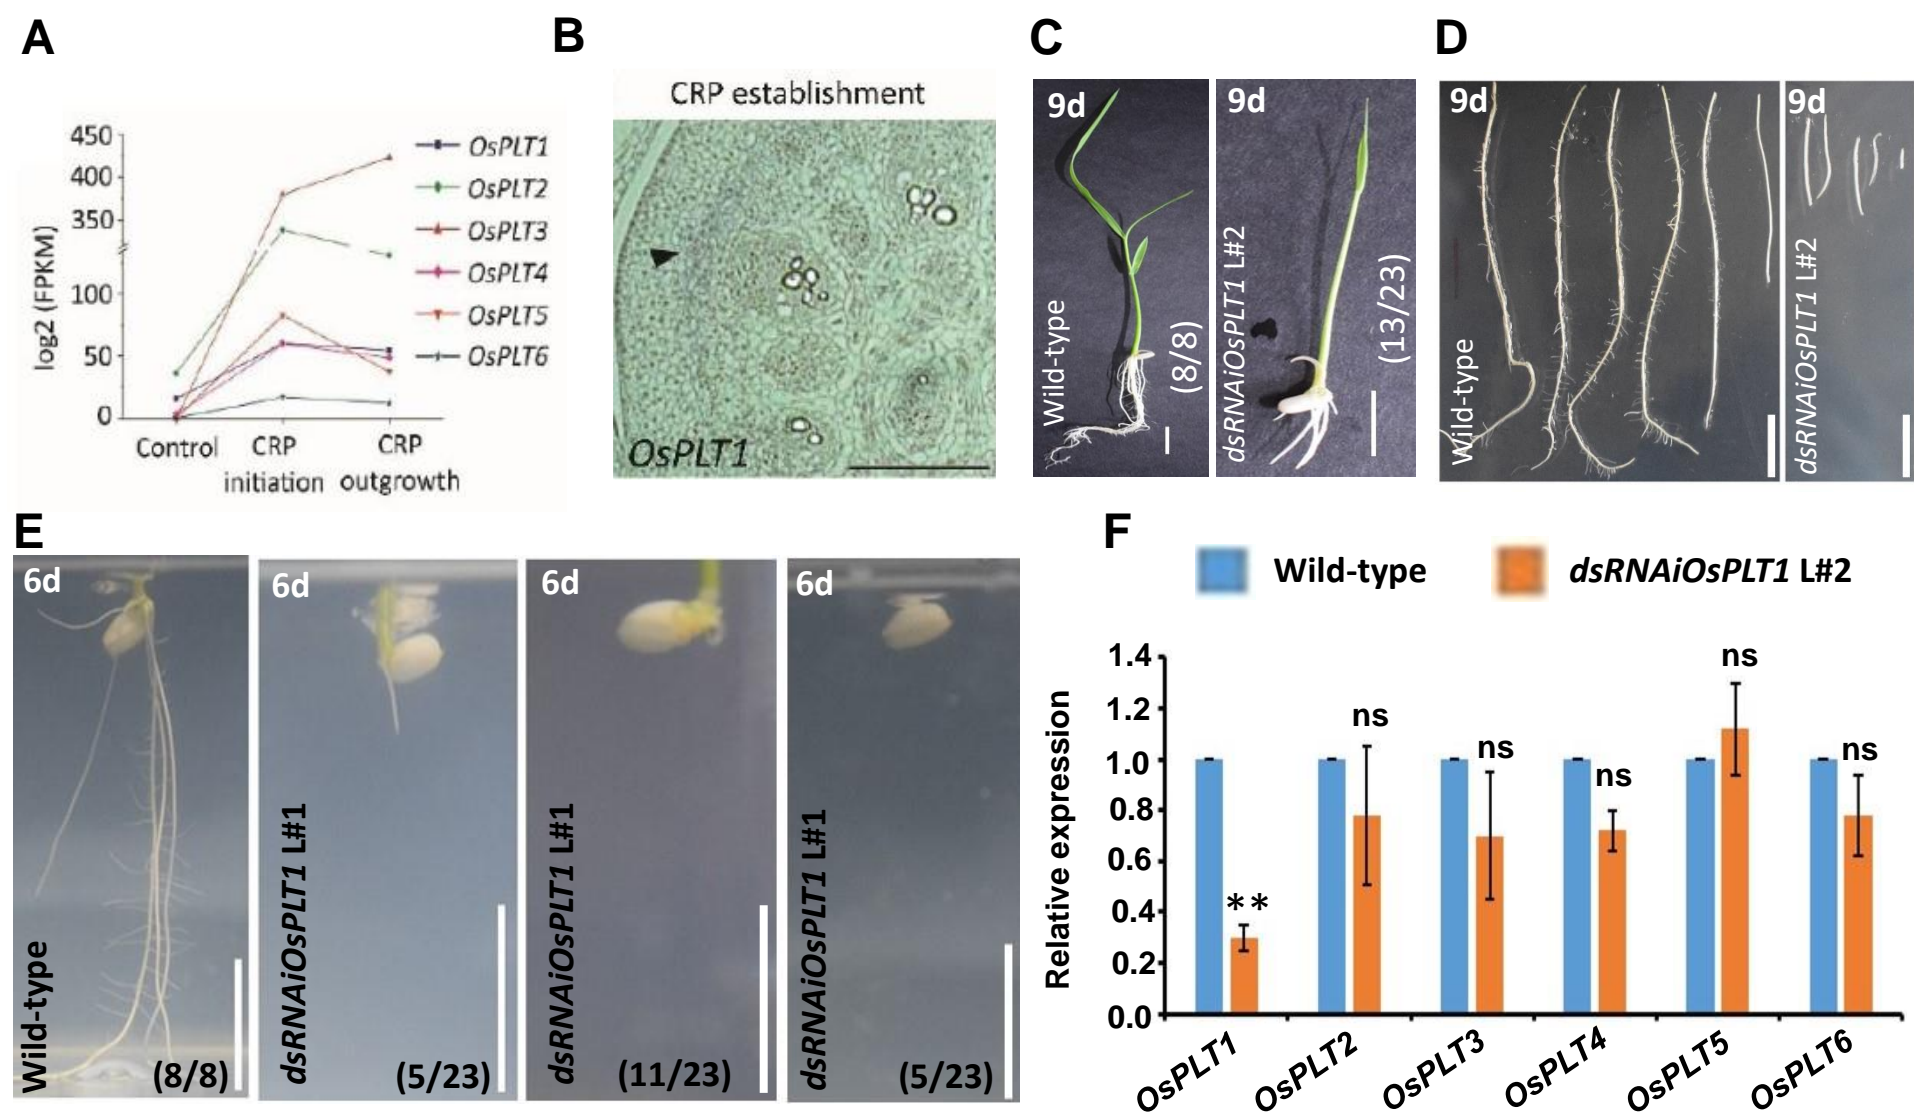 A
450
400
350
100
50
0
log2 (FPKM)
OsPLT1
OsPLT2
OsPLT3
OsPLT4
OsPLT5
OsPLT6
Control
CRP
initiation
CRP
outgrowth
B
CRP establishment
OsPLT1
C
9d
Wild-type
(8/8)
9d
dsRNAiOsPLT1 L#2
(13/23)
D
9d
Wild-type
9d
dsRNAiOsPLT1 L#2
E
6d
Wild-type
(8/8)
6d
dsRNAiOsPLT1 L#1
(5/23)
6d
dsRNAiOsPLT1 L#1
(11/23)
6d
dsRNAiOsPLT1 L#1
(5/23)
F
Wild-type
dsRNAiOsPLT1 L#2
Relative expression
1.4
1.2
1.0
0.8
0.6
0.4
0.2
0.0
**
ns
ns
ns
ns
ns
OsPLT1
OsPLT2
OsPLT3
OsPLT4
OsPLT5
OsPLT6